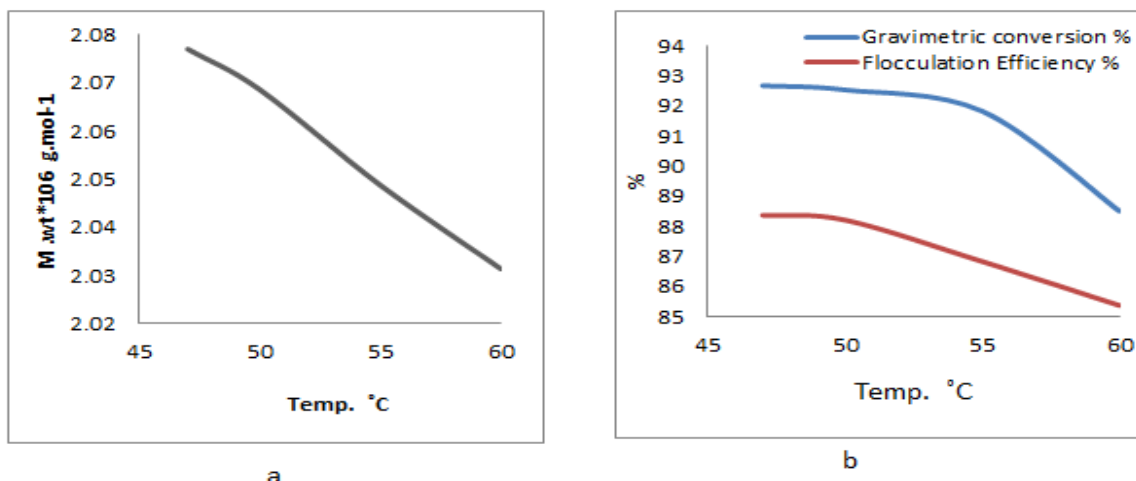 2.08
2.07
2.06
2.05
2.04
2.03
2.02
M .wt*106 g.mol-1
45 50 55 60
Temp. °C
a
Gravimetric conversion %
Flocculation Efficiency %
94
93
92
91
90
89
88
87
86
85
%
45 50 55 60
Temp. °C
b